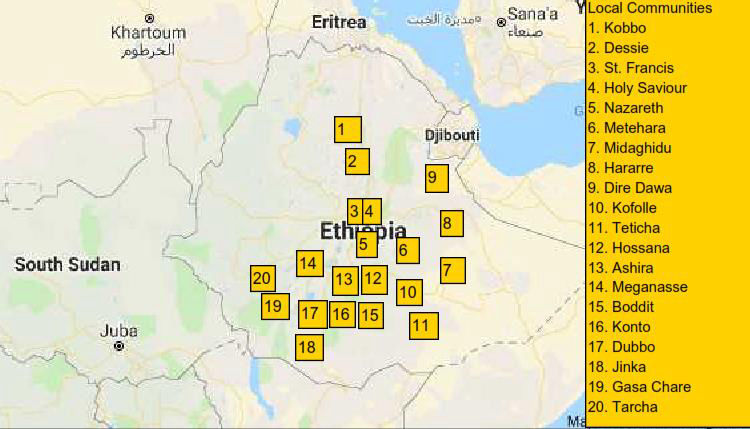 Local Communities
1. Kobbo
2. Dessie
3. St. Francis
4. Holy Saviour
5. Nazareth
6. Metehara
7. Midaghidu
8. Hararre
9. Dire Dawa
10. Kofolle
11. Teticha
12. Hossana
13. Ashira
14. Meganasse
15. Boddit
16. Konto
17. Dubbo
18. Jinka
19. Gasa Chare
20. Tarcha
Eritrea
مديرة الخبت
Sana'a
صنعاء
Khartoum
الخرطوم
Djibouti
Ethiopia
South Sudan
Juba
1
2
9
3 4
8
5
6
14
7
20
13
12
10
19
17
16
15
11
18